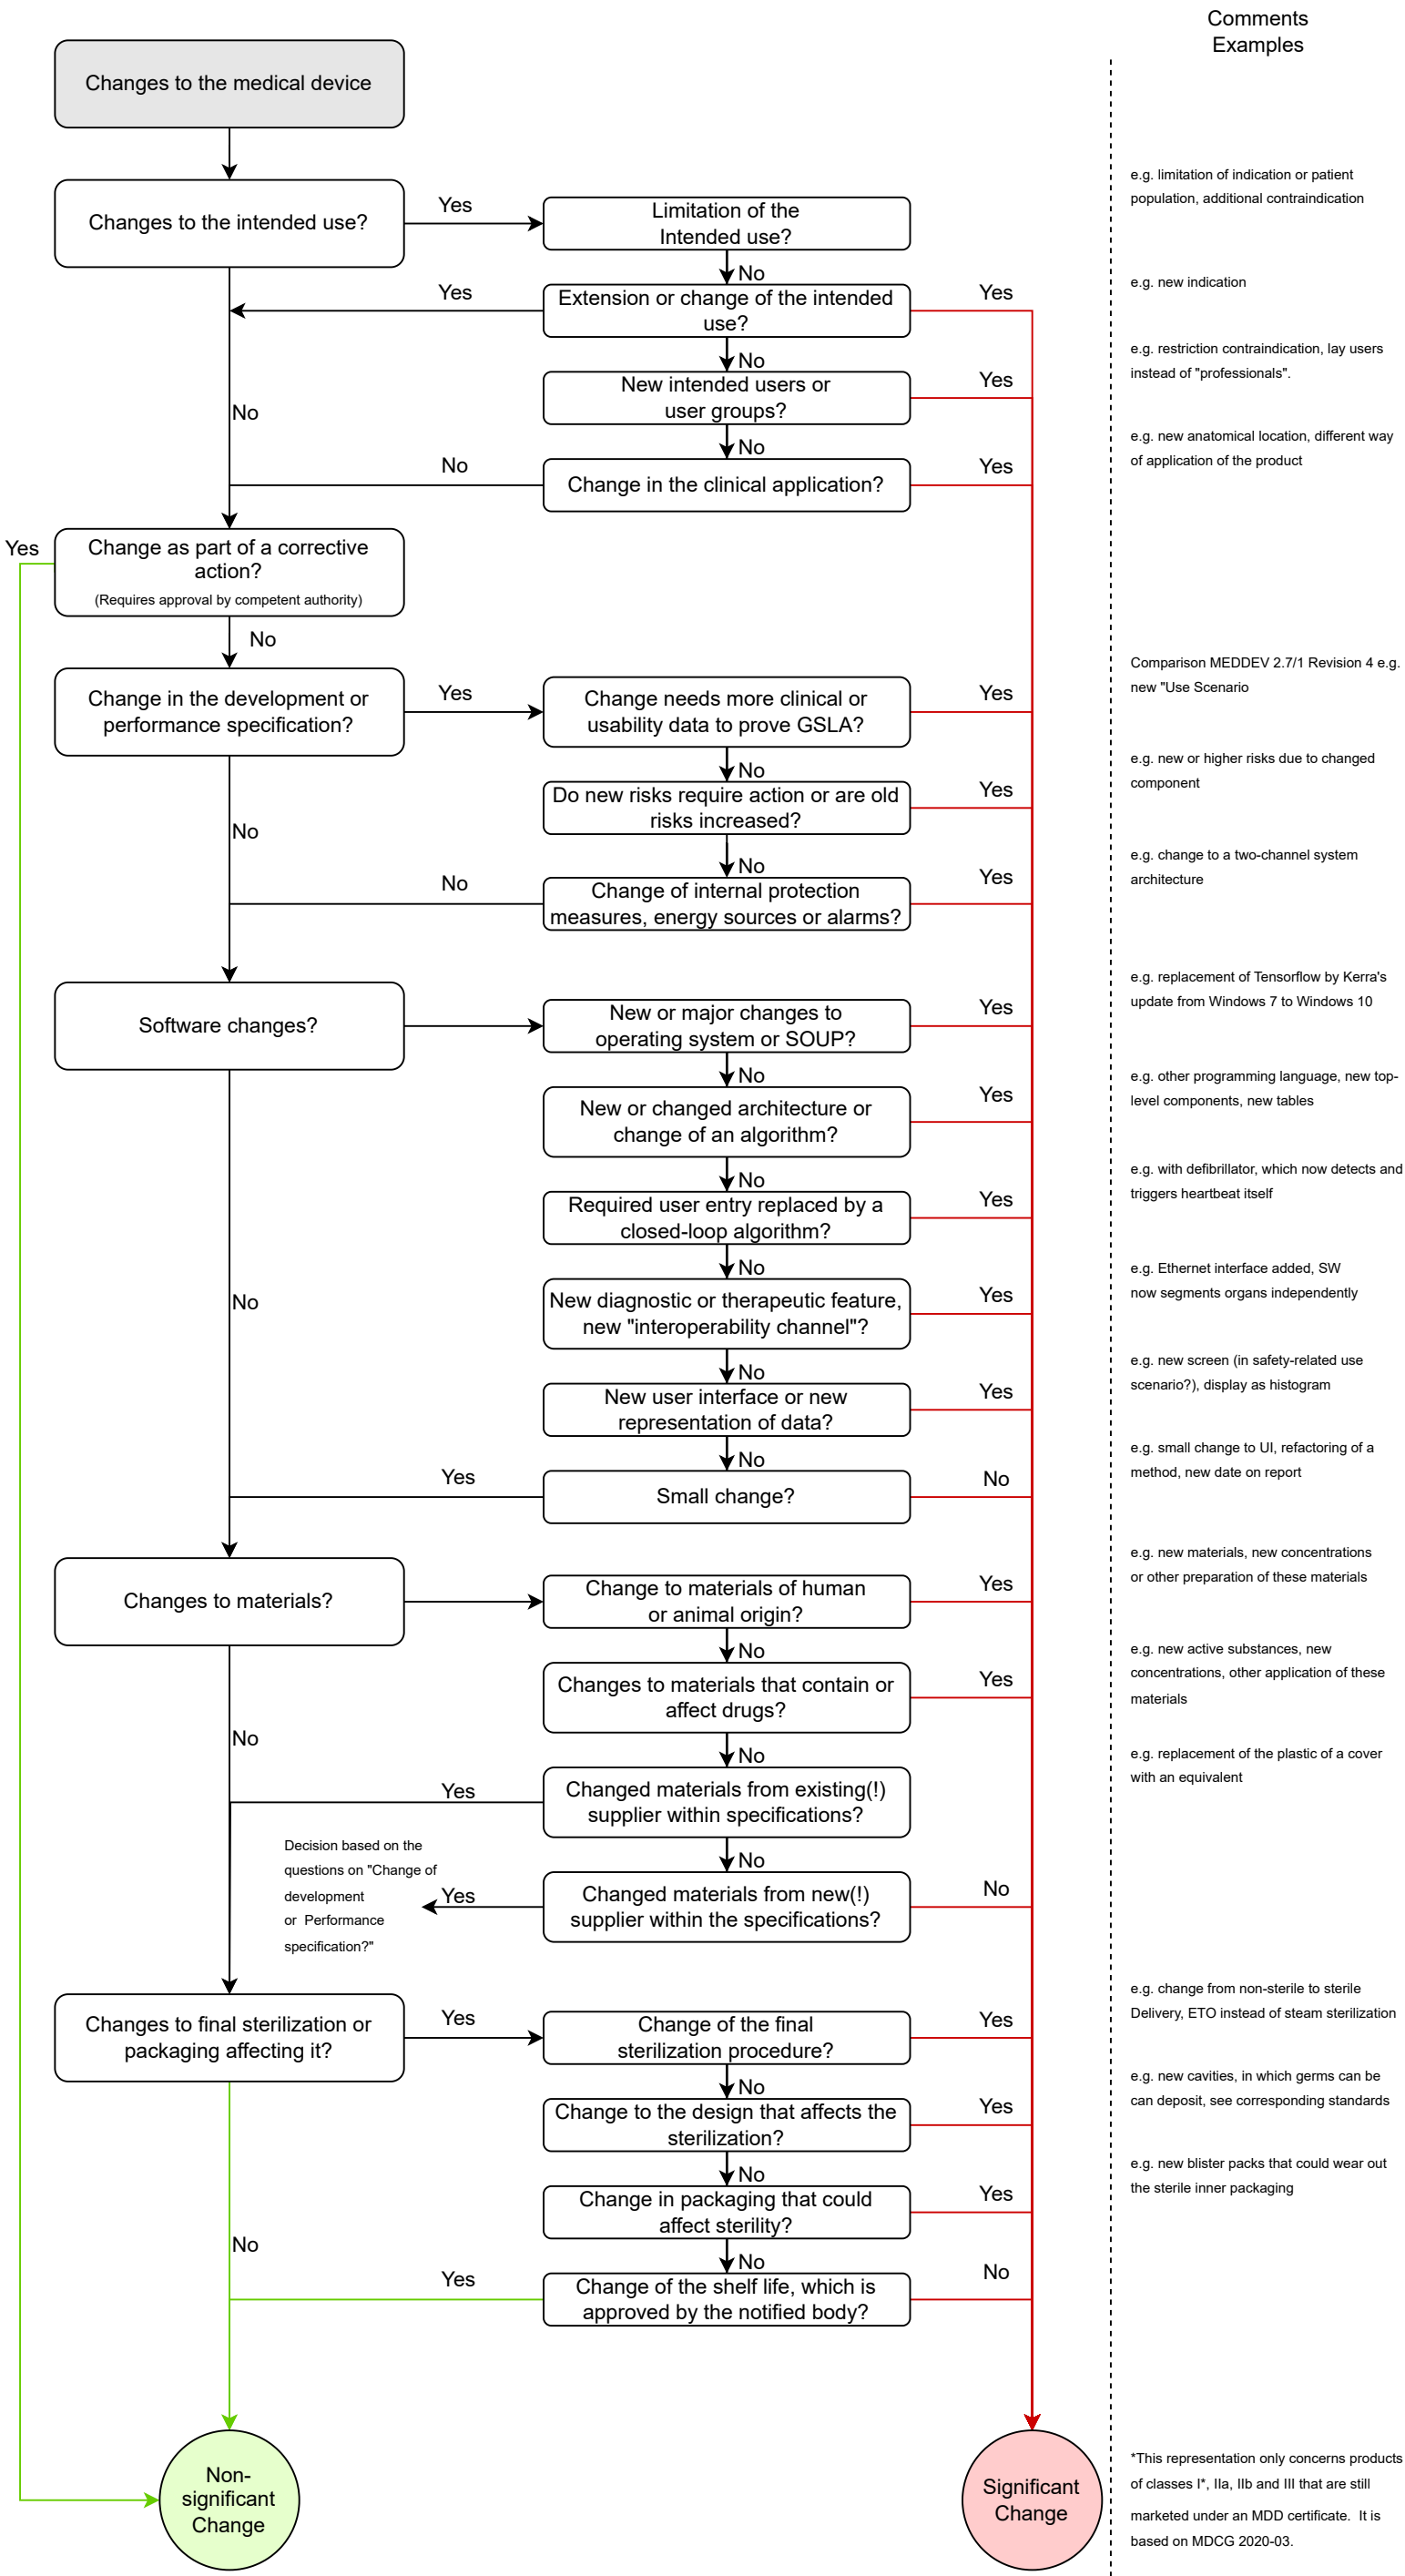 Comments
Examples
Changes to the medical device
Changes to the intended use?
Yes
Limitation of the
Intended use?
e.g. limitation of indication or patient
population, additional contraindication
No
Yes
Extension or change of the intended
use?
Yes
e.g. new indication
No
New intended users or
user groups?
Yes
e.g. restriction contraindication, lay users
instead of "professionals".
No
No
No
Change in the clinical application?
Yes
e.g. new anatomical location, different way
of application of the product
Yes
Change as part of a corrective
action?
(Requires approval by competent authority)
No
Change in the development or
performance specification?
Yes
Change needs more clinical or
usability data to prove GSLA?
Yes
Comparison MEDDEV 2.7/1 Revision 4 e.g.
new "Use Scenario
No
Do new risks require action or are old
risks increased?
Yes
e.g. new or higher risks due to changed
component
No
No
No
Change of internal protection
measures, energy sources or alarms?
Yes
e.g. change to a two-channel system
architecture
Software changes?
New or major changes to
operating system or SOUP?
Yes
e.g. replacement of Tensorflow by Kerra's
update from Windows 7 to Windows 10
No
New or changed architecture or
change of an algorithm?
Yes
e.g. other programming language, new top-
level components, new tables
No
Required user entry replaced by a
closed-loop algorithm?
Yes
e.g. with defibrillator, which now detects and
triggers heartbeat itself
No
No
New diagnostic or therapeutic feature,
new "interoperability channel"?
Yes
e.g. Ethernet interface added, SW
now segments organs independently
No
New user interface or new
representation of data?
Yes
e.g. new screen (in safety-related use
scenario?), display as histogram
No
Yes
Small change?
No
e.g. small change to UI, refactoring of a
method, new date on report
Changes to materials?
Change to materials of human
or animal origin?
Yes
e.g. new materials, new concentrations
or other preparation of these materials
No
Changes to materials that contain or
affect drugs?
Yes
e.g. new active substances, new
concentrations, other application of these
materials
No
No
Yes
Changed materials from existing(!)
supplier within specifications?
e.g. replacement of the plastic of a cover
with an equivalent
No
Decision based on the
questions on "Change of
development
or Performance
specification?"
Yes
Changed materials from new(!)
supplier within the specifications?
No
Changes to final sterilization or
packaging affecting it?
Yes
Change of the final
sterilization procedure?
Yes
e.g. change from non-sterile to sterile
Delivery, ETO instead of steam sterilization
No
Change to the design that affects the
sterilization?
Yes
e.g. new cavities, in which germs can be
can deposit, see corresponding standards
No
Change in packaging that could
affect sterility?
Yes
e.g. new blister packs that could wear out
the sterile inner packaging
No
No
Yes
Change of the shelf life, which is
approved by the notified body?
No
Non-
significant
Change
Significant
Change
*This representation only concerns products
of classes I*, IIa, IIb and III that are still
marketed under an MDD certificate. It is
based on MDCG 2020-03.